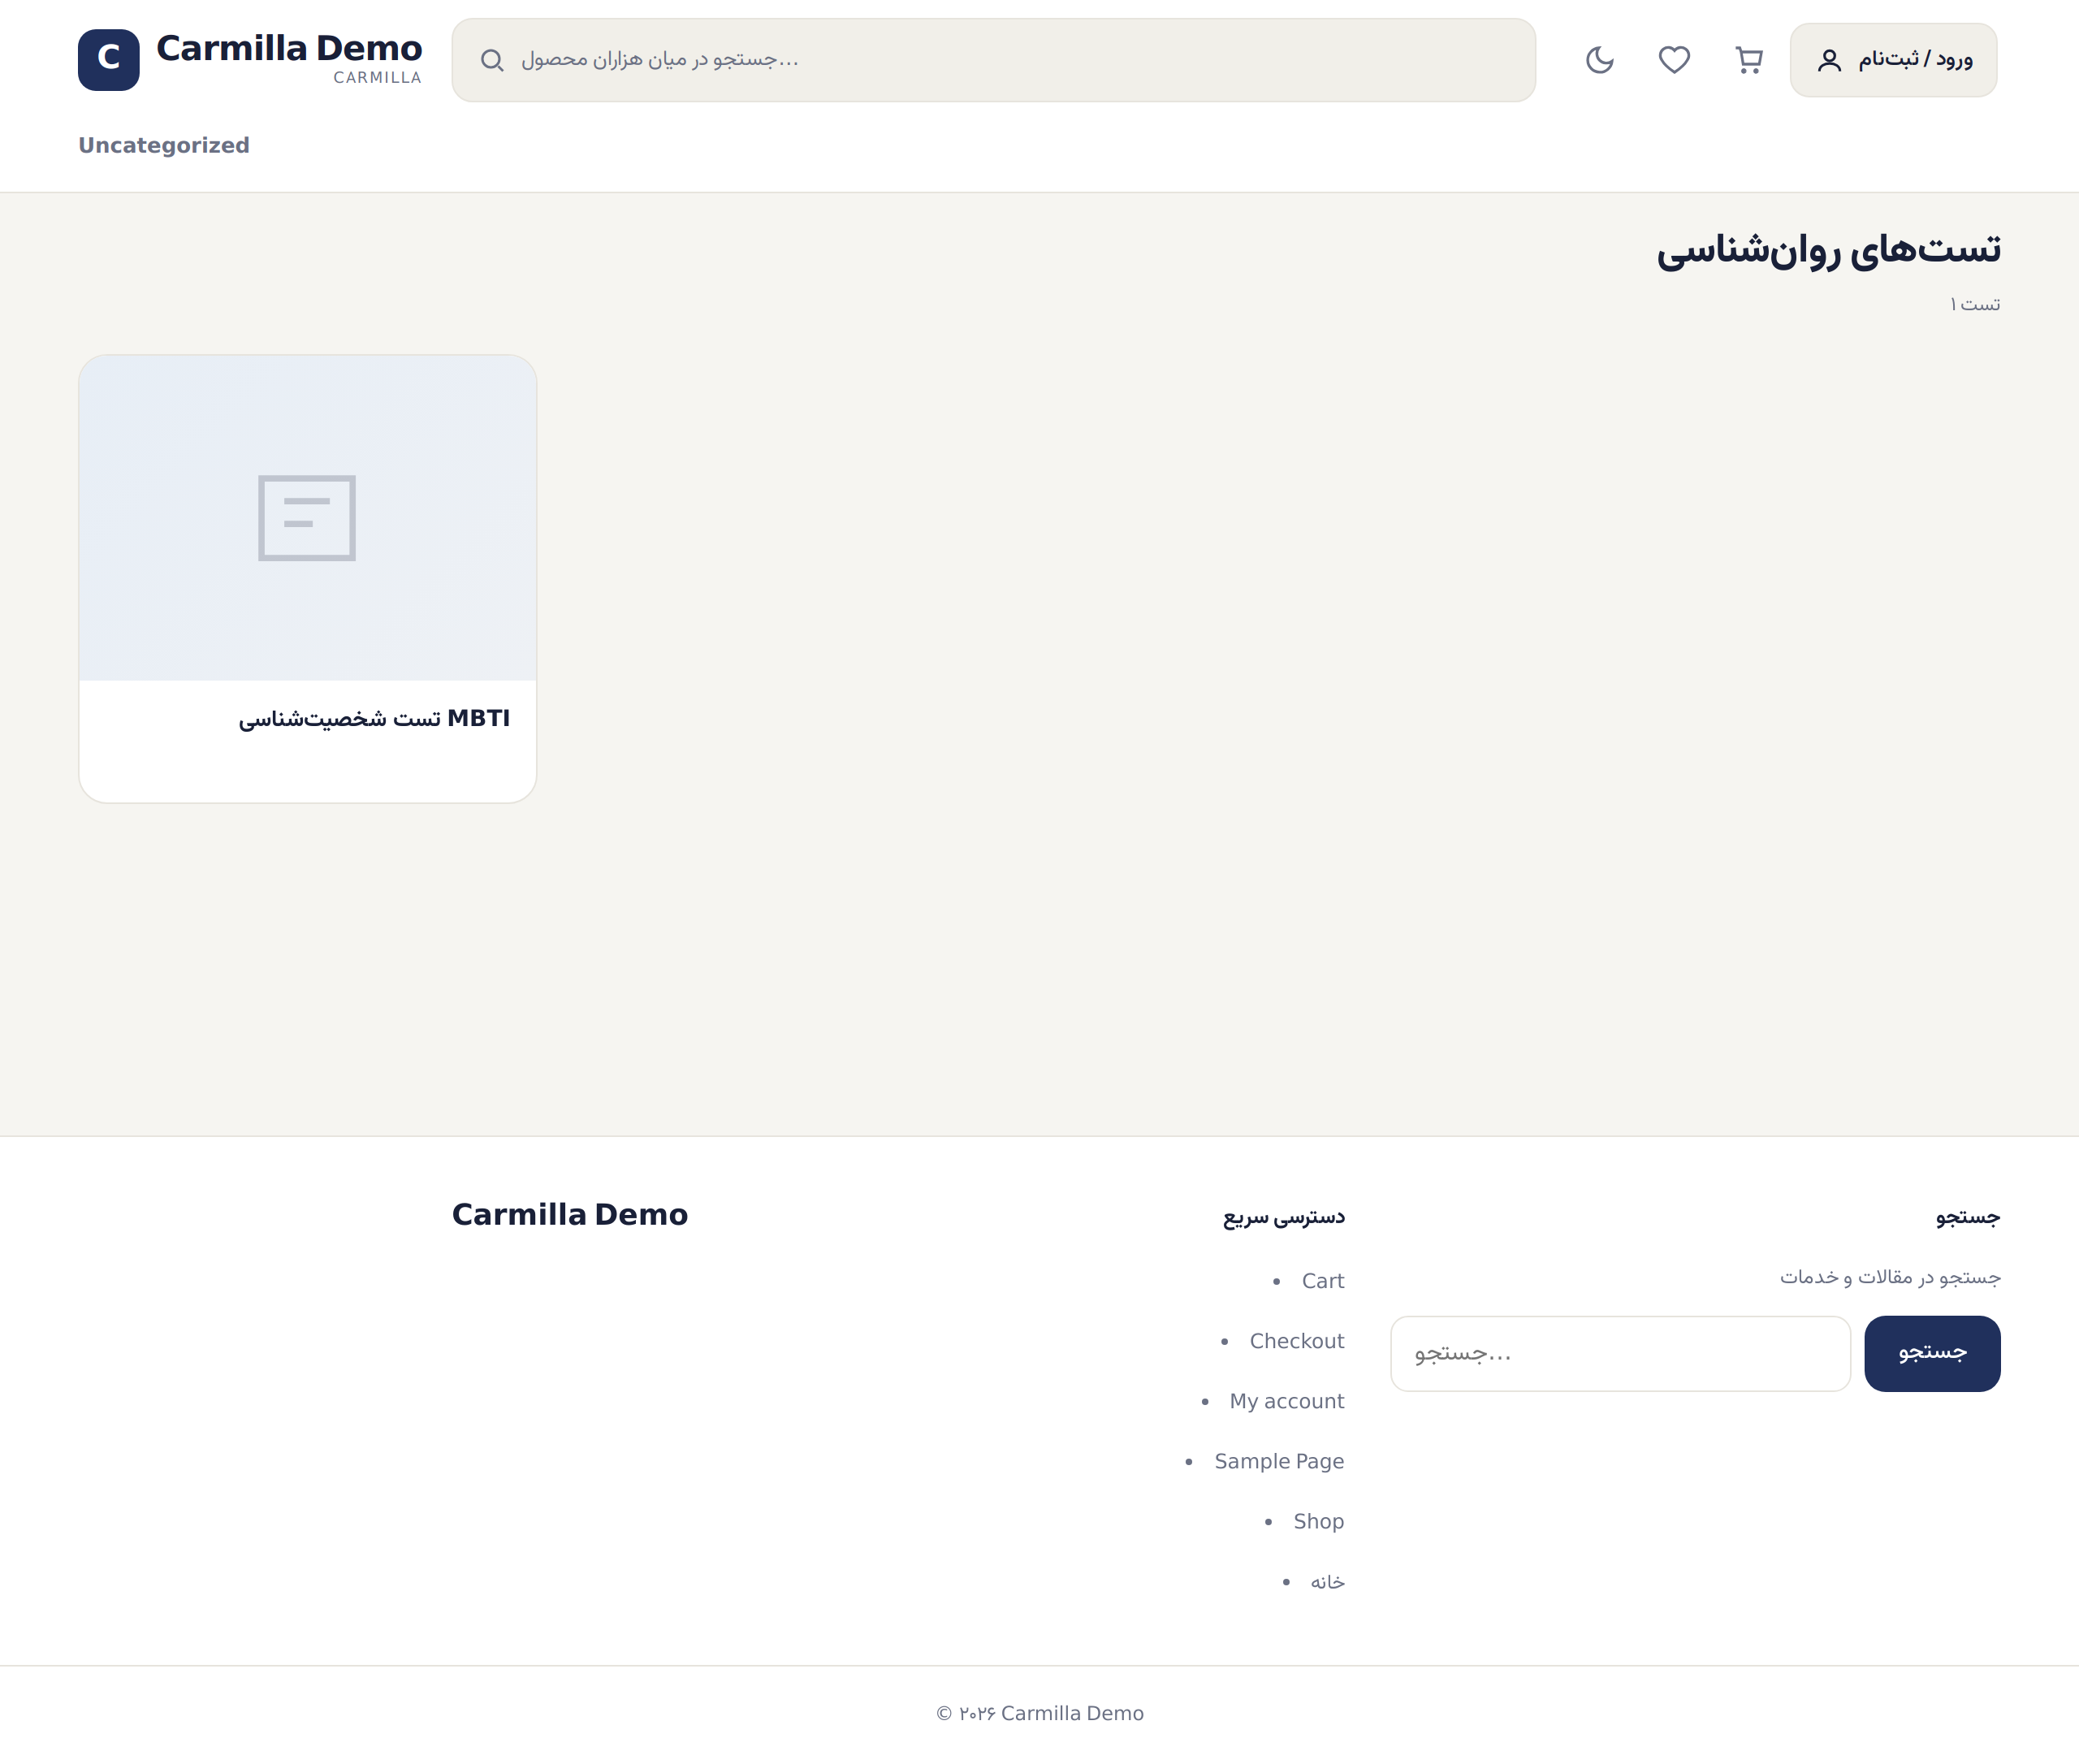 C
Carmilla Demo
CARMILLA
جستجو در میان هزاران محصول...
ورود / ثبت‌نام
Uncategorized
تست‌های روان‌شناسی
تست ۱
تست شخصیت‌شناسی MBTI
Carmilla Demo
دسترسی سریع
Cart
Checkout
My account
Sample Page
Shop
خانه
جستجو
جستجو در مقالات و خدمات
جستجو...
جستجو
© ۲۰۲۶ Carmilla Demo